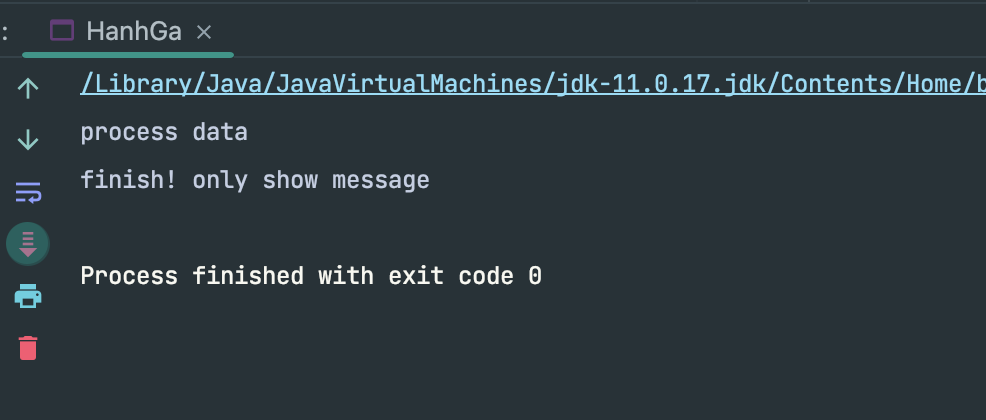 :
HanhGa
/Library/Java/JavaVirtualMachines/jdk-11.0.17.jdk/Contents/Home/b
process data
finish! only show message
Process finished with exit code 0